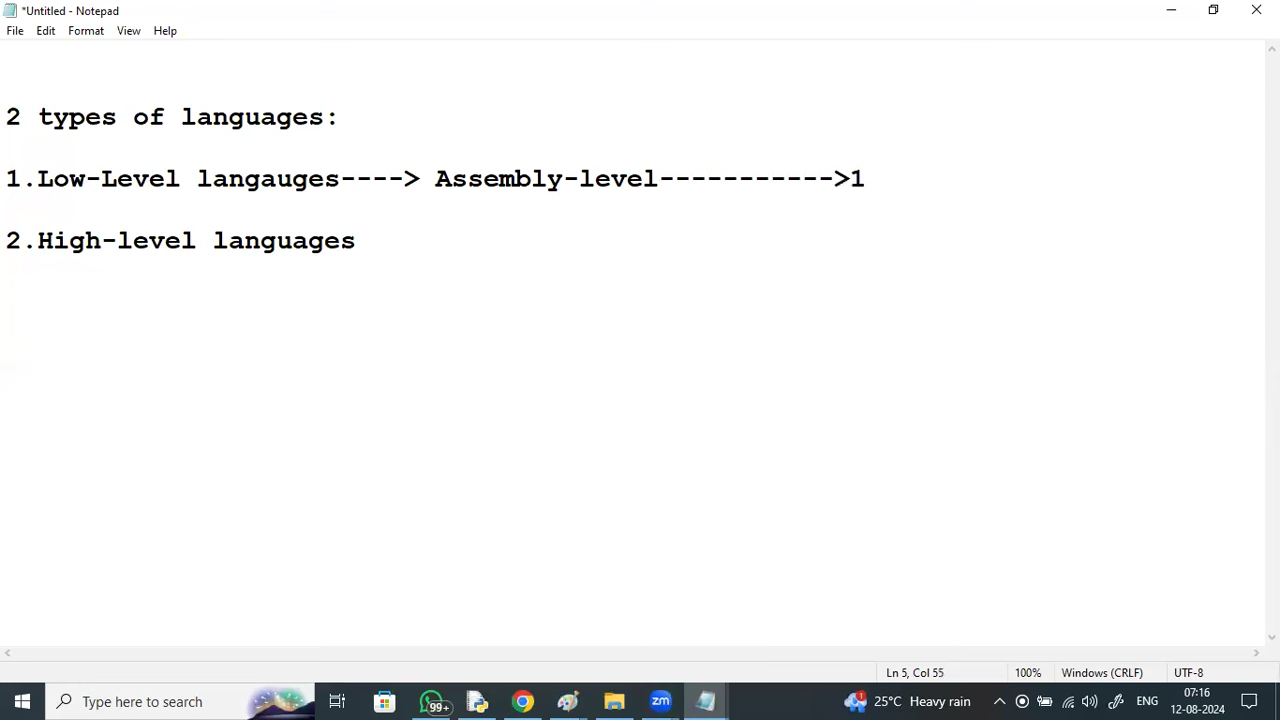 *Untitled - Notepad
File Edit Format View Help
2 types of languages:
1.Low-Level langauges----> Assembly-level----------->1
2.High-level languages
Ln 5, Col 55 100% Windows (CRLF) UTF-8
Type here to search 99+ zm 1 25°C Heavy rain ENG 07:16
12-08-2024